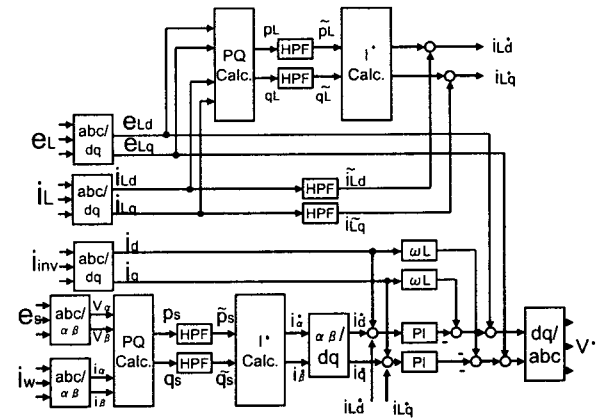 pL
HPF
p̃L
PQ
Calc.
I*
Calc.
iLd*
iLq*
qL
HPF
q̃L
eL
abc/
dq
eLd
eLq
iL
abc/
dq
iLd
iLq
HPF
ĩLd
HPF
ĩLq
iinv
abc/
dq
id
iq
ωL
ωL
es
abc/
αβ
Vα
Vβ
PQ
Calc.
ps
HPF
p̃s
I*
Calc.
iα*
αβ/
dq
id*
PI
-
dq/
abc
V*
iw
abc/
αβ
iα
iβ
qs
HPF
q̃s
iβ*
iq*
PI
-
iLd*
iLq*